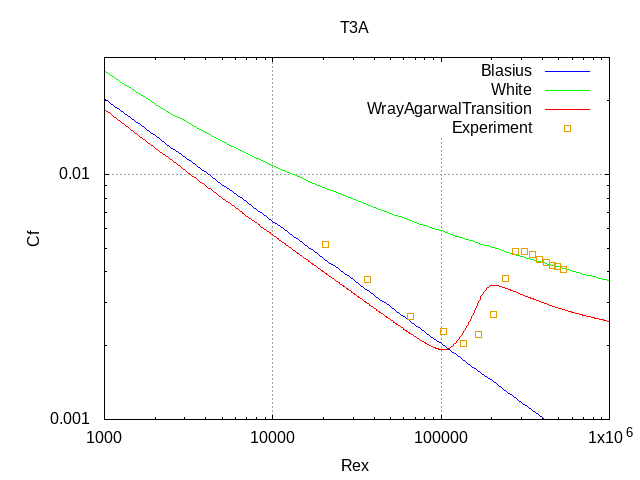 T3A
Blasius
White
WrayAgarwalTransition
Experiment
0.01
Cf
0.001
1000 10000 100000 1x10^6
Rex